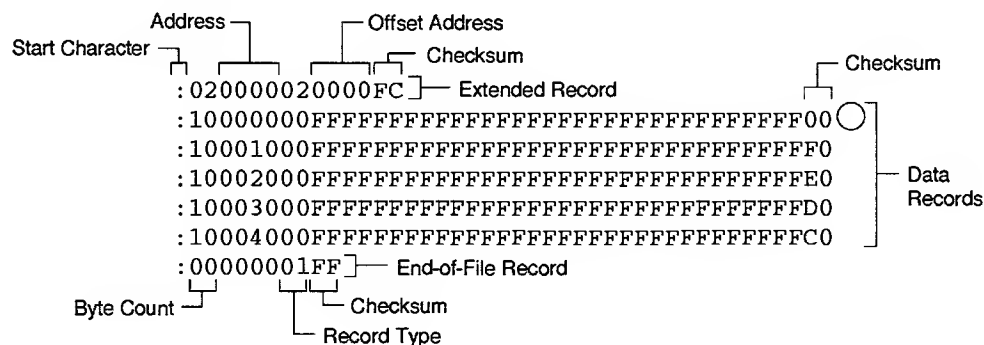 Address
Offset Address
Start Character
Checksum
Checksum
:020000020000FC
Extended Record
:10000000FFFFFFFFFFFFFFFFFFFFFFFFFFFFFFFF00
:10001000FFFFFFFFFFFFFFFFFFFFFFFFFFFFFFFFF0
:10002000FFFFFFFFFFFFFFFFFFFFFFFFFFFFFFFFE0
Data
Records
:10003000FFFFFFFFFFFFFFFFFFFFFFFFFFFFFFFFD0
:10004000FFFFFFFFFFFFFFFFFFFFFFFFFFFFFFFFC0
:00000001FF
End-of-File Record
Byte Count
Checksum
Record Type